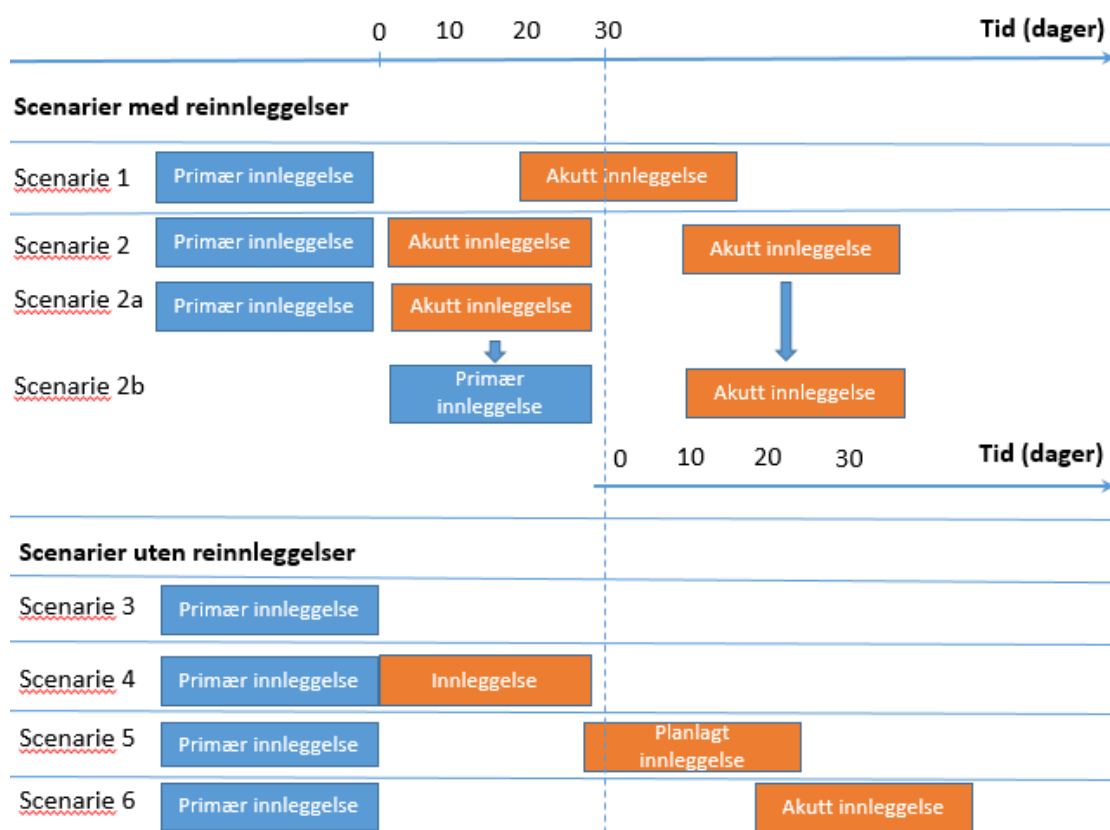 0 10 20 30 Tid (dager)
Scenarier med reinnleggelser
Scenarie 1 Primær innleggelse Akutt innleggelse
Scenarie 2 Primær innleggelse Akutt innleggelse Akutt innleggelse
Scenarie 2a Primær innleggelse Akutt innleggelse
Scenarie 2b Primær
innleggelse Akutt innleggelse
0 10 20 30 Tid (dager)
Scenarier uten reinnleggelser
Scenarie 3 Primær innleggelse
Scenarie 4 Primær innleggelse Innleggelse
Scenarie 5 Primær innleggelse Planlagt
innleggelse
Scenarie 6 Primær innleggelse Akutt innleggelse